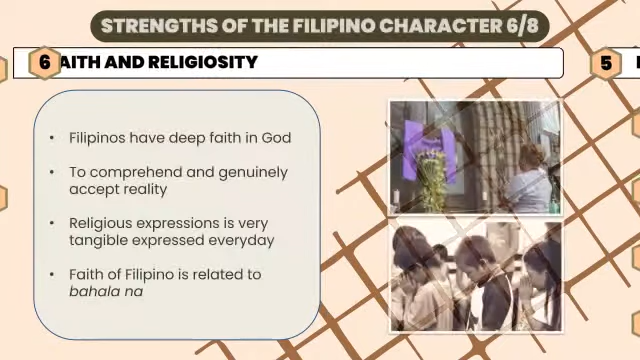 STRENGTHS OF THE FILIPINO CHARACTER 6/8
6 AITH AND RELIGIOSITY
5
• Filipinos have deep faith in God
• To comprehend and genuinely
accept reality
• Religious expressions is very
tangible expressed everyday
• Faith of Filipino is related to
bahala na